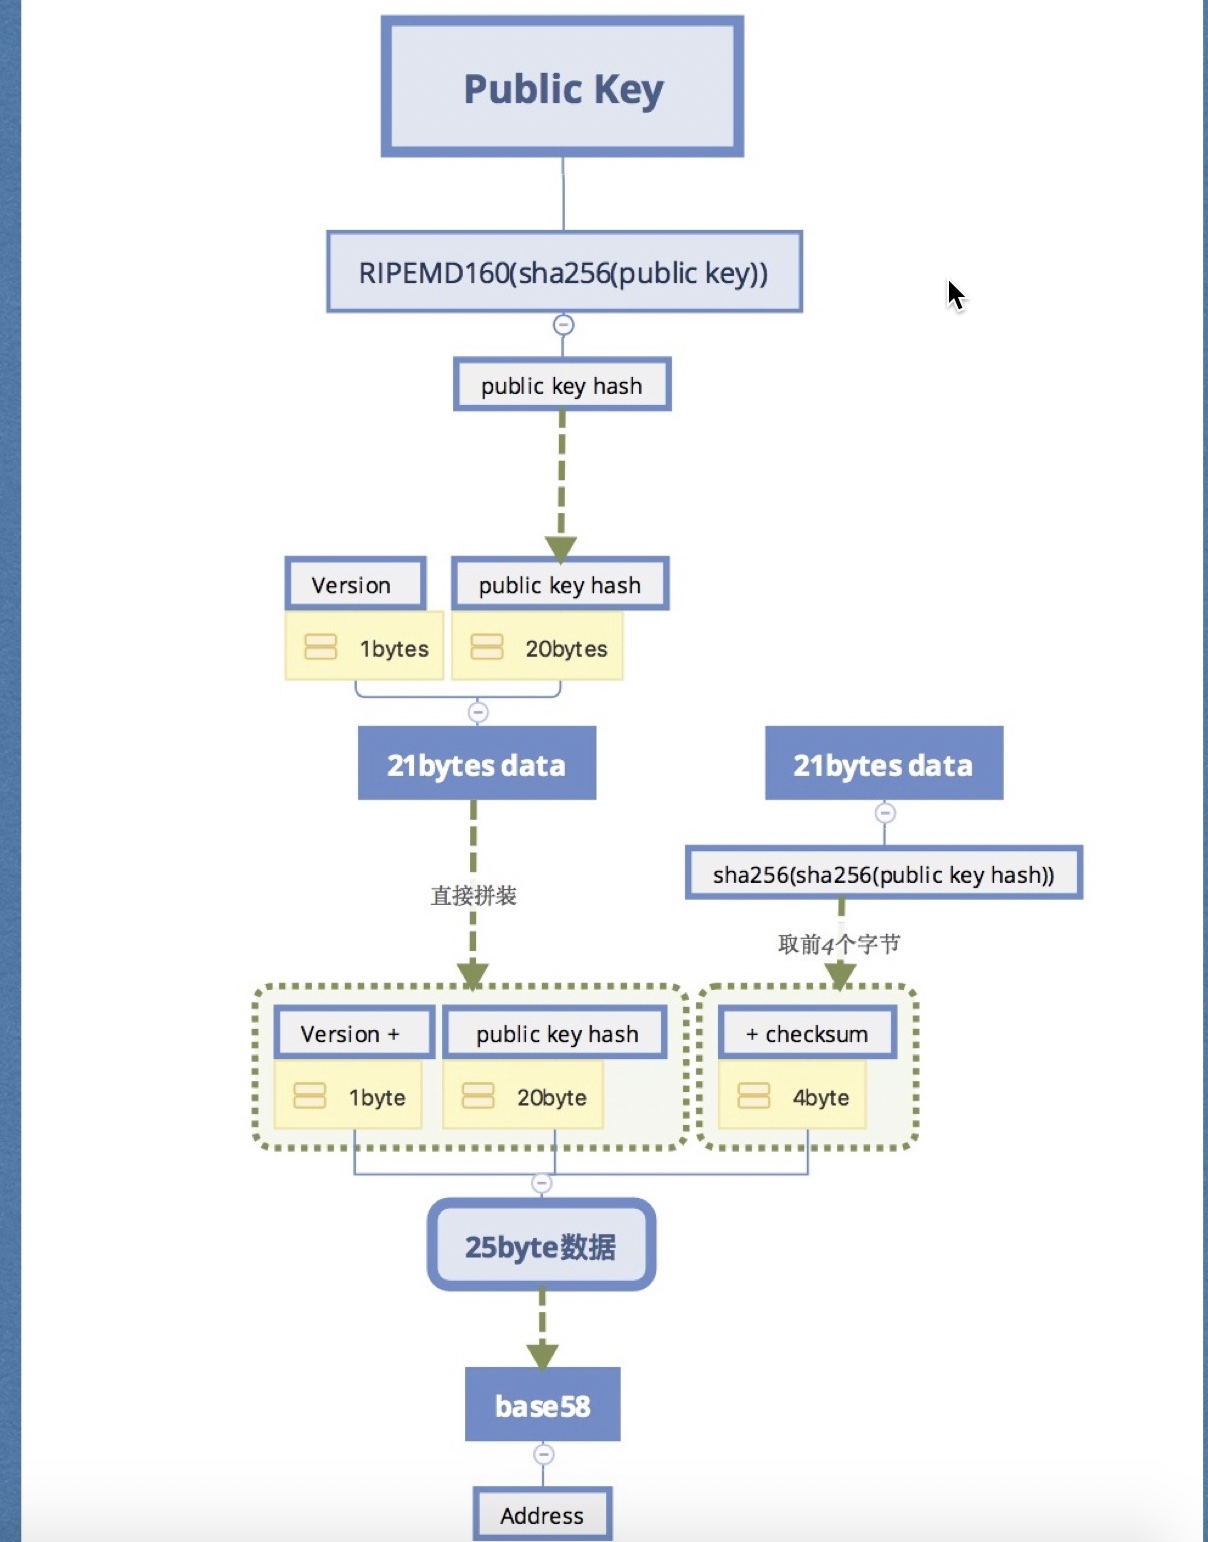 Public Key
RIPEMD160(sha256(public key))
public key hash
Version
public key hash
1bytes
20bytes
21bytes data
21bytes data
sha256(sha256(public key hash))
直接拼装
取前4个字节
Version +
public key hash
+ checksum
1byte
20byte
4byte
25byte数据
base58
Address